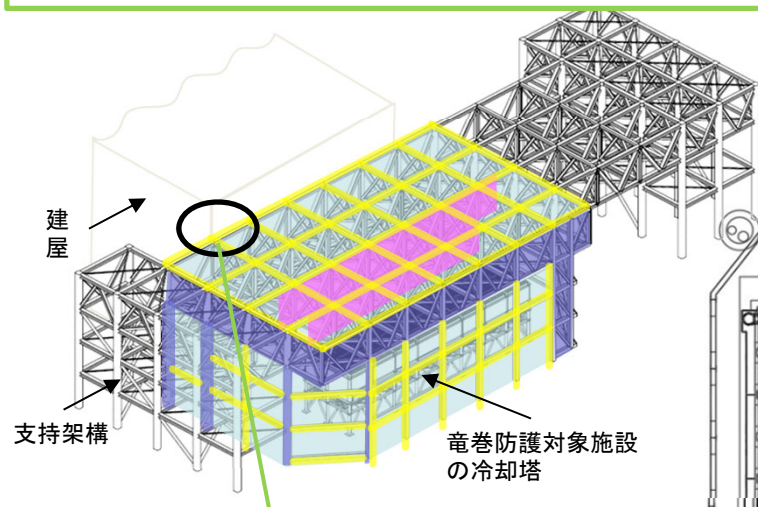 建
屋
支持架構
竜巻防護対象施設
の冷却塔